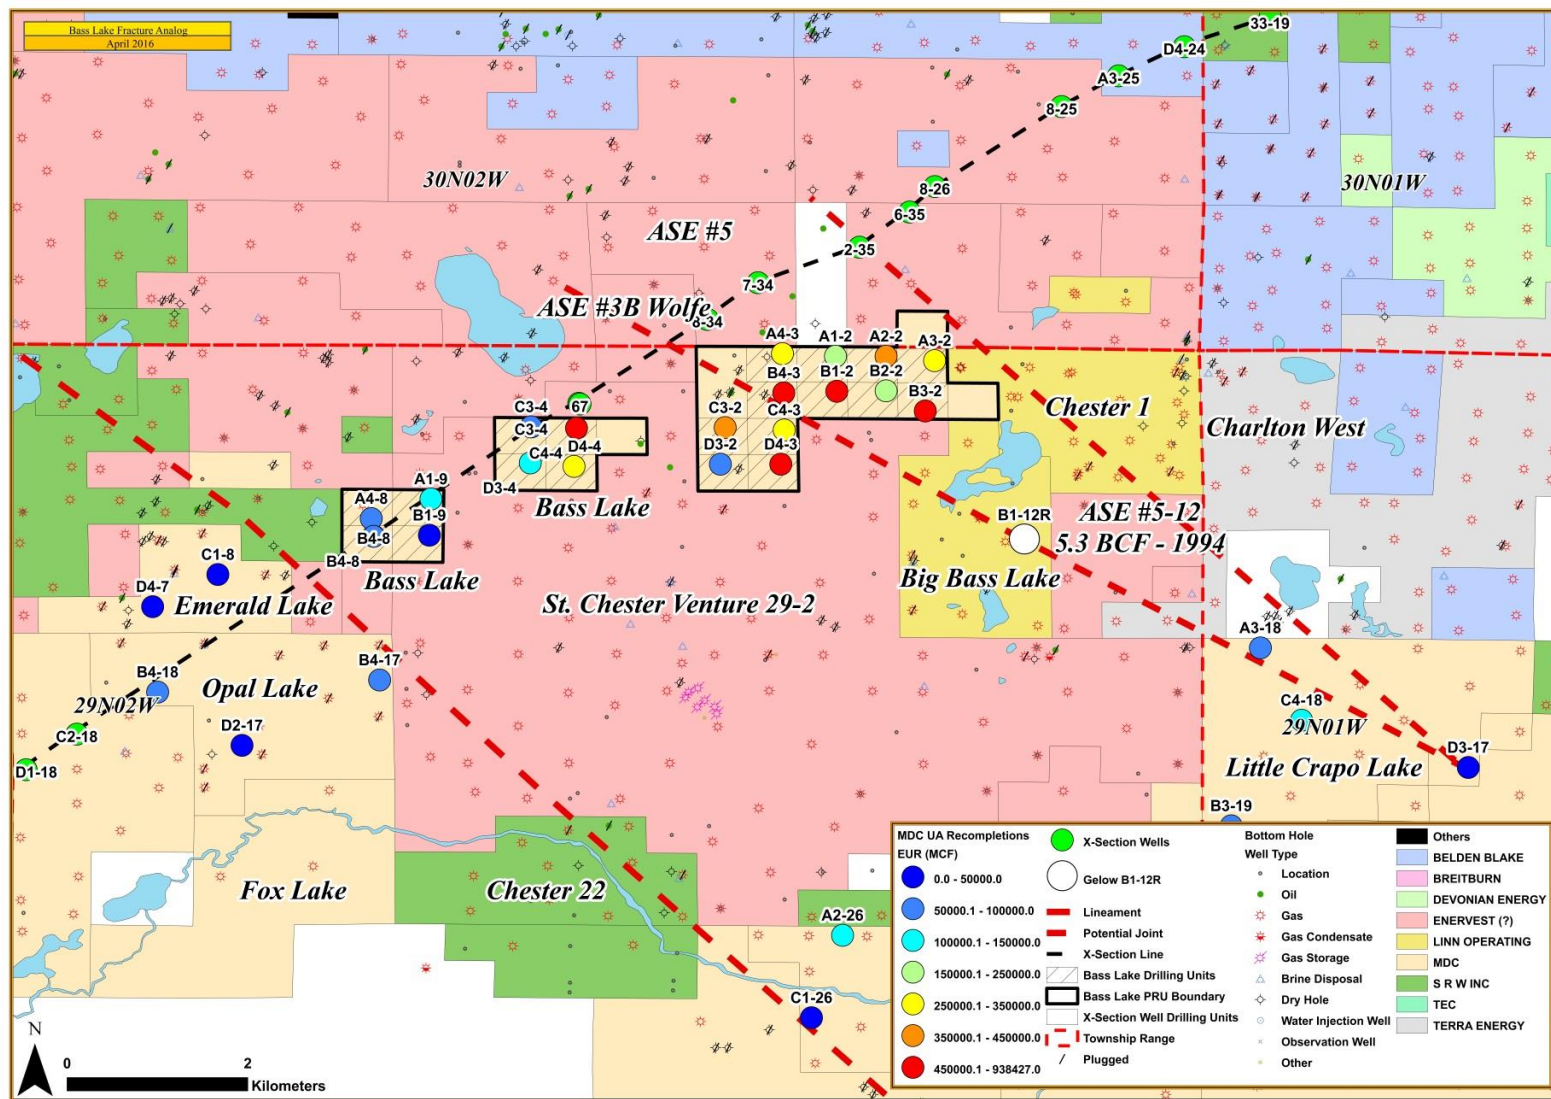 Bass Lake Fracture Analog
April 2016
33-19
D4-24
A3-25
8-25
30N02W
30N01W
8-26
6-35
ASE #5
2-35
7-34
ASE #3B Wolfe
8-34
A4-3
A1-2
A2-2
A3-2
B4-3
B1-2
B2-2
B3-2
C3-4
67
C3-2
C4-3
Chester 1
Charlton West
C3-4
D4-4
C4-4
D3-2
D4-3
D3-4
A1-9
Bass Lake
A4-8
B1-9
B1-12R
ASE #5-12
5.3 BCF - 1994
B4-8
B4-8
C1-8
Bass Lake
Big Bass Lake
D4-7
Emerald Lake
St. Chester Venture 29-2
A3-18
B4-17
B4-18
Opal Lake
29N02W
C4-18
29N01W
C2-18
D2-17
D3-17
D1-18
Little Crapo Lake
B3-19
Fox Lake
Chester 22
A2-26
C1-26
N
0
2
Kilometers
MDC UA Recompletions
EUR (MCF)
0.0 - 50000.0
50000.1 - 100000.0
100000.1 - 150000.0
150000.1 - 250000.0
250000.1 - 350000.0
350000.1 - 450000.0
450000.1 - 938427.0
X-Section Wells
Gelow B1-12R
Lineament
Potential Joint
X-Section Line
Bass Lake Drilling Units
Bass Lake PRU Boundary
X-Section Well Drilling Units
Township Range
Plugged
Bottom Hole
Well Type
Location
Oil
Gas
Gas Condensate
Gas Storage
Brine Disposal
Dry Hole
Water Injection Well
Observation Well
Other
Others
BELDEN BLAKE
BREITBURN
DEVONIAN ENERGY
ENERVEST (?)
LINN OPERATING
MDC
S R W INC
TEC
TERRA ENERGY